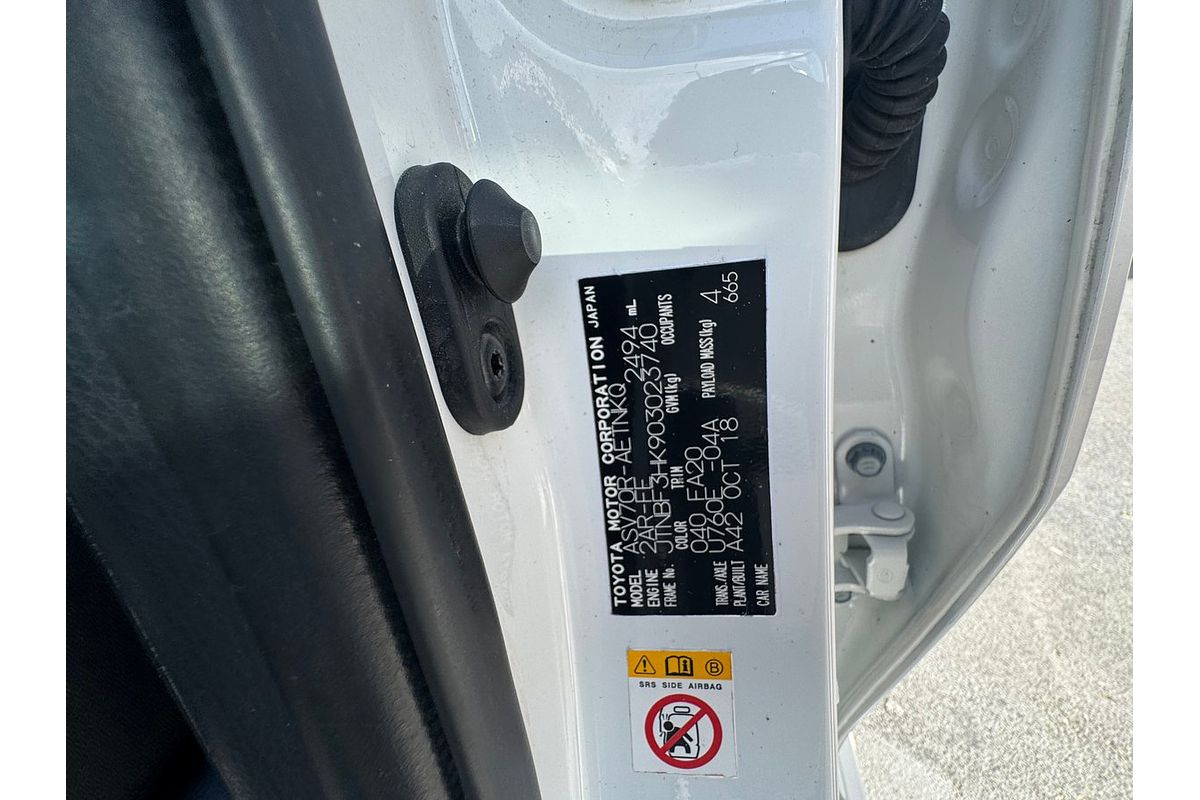 TOYOTA MOTOR CORPORATION JAPAN
MODEL ASV70R-AETNKQ
ENGINE 2AR-FE 2494 mL
FRAME No. JTNBF3HK903023740
COLOR TRIM GVM(kg) OCCUPANTS
040 FA20
TRANS./AXLE U760E -04A PAYLOAD MASS(kg) 4
PLANT/BUILT A42 OCT 18 665
CAR NAME
B
SRS SIDE AIRBAG